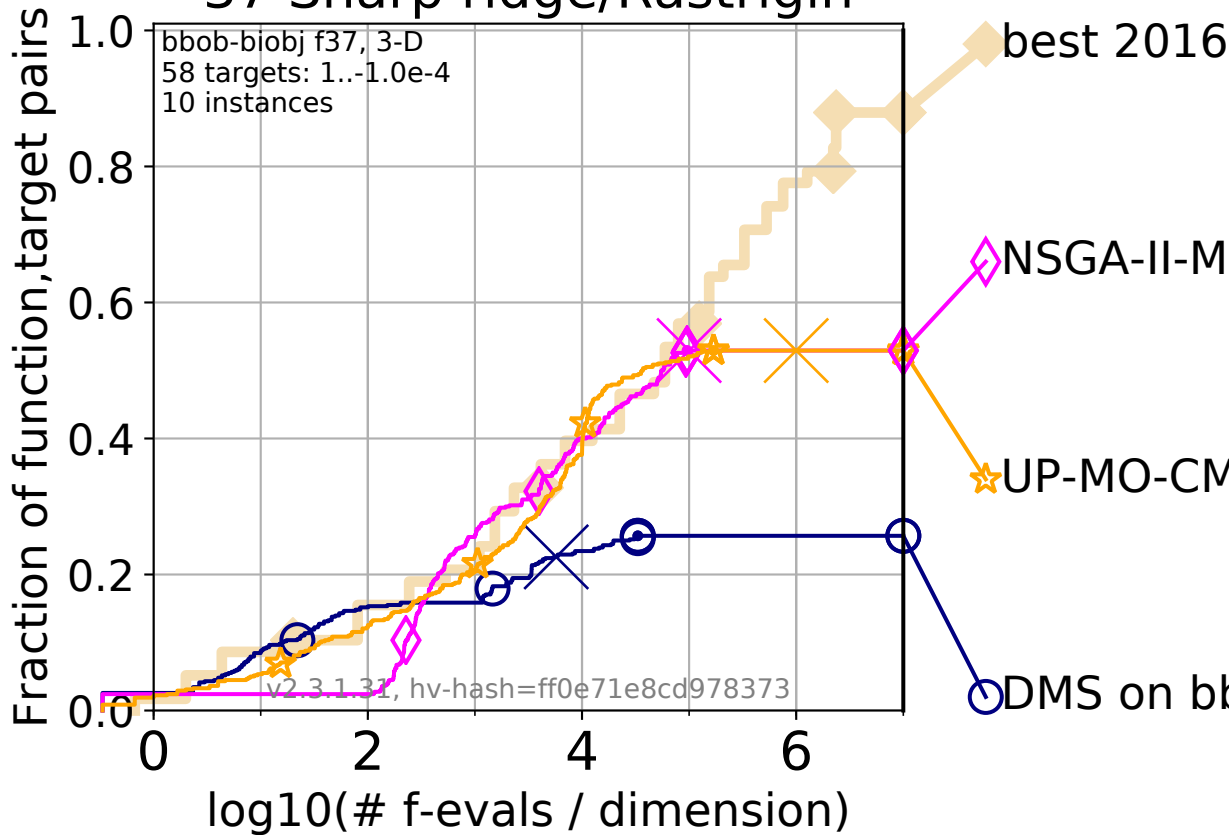 37 Sharp ridge/Rastrigin
bbob-biobj f37, 3-D
58 targets: 1..-1.0e-4
10 instances
Fraction of function,target pairs
1.0
0.8
0.6
0.4
0.2
0.0
0
2
4
6
log10(# f-evals / dimension)
v2.3.1.31, hv-hash=ff0e71e8cd978373
best 2016
NSGA-II-M
UP-MO-CM
DMS on bb